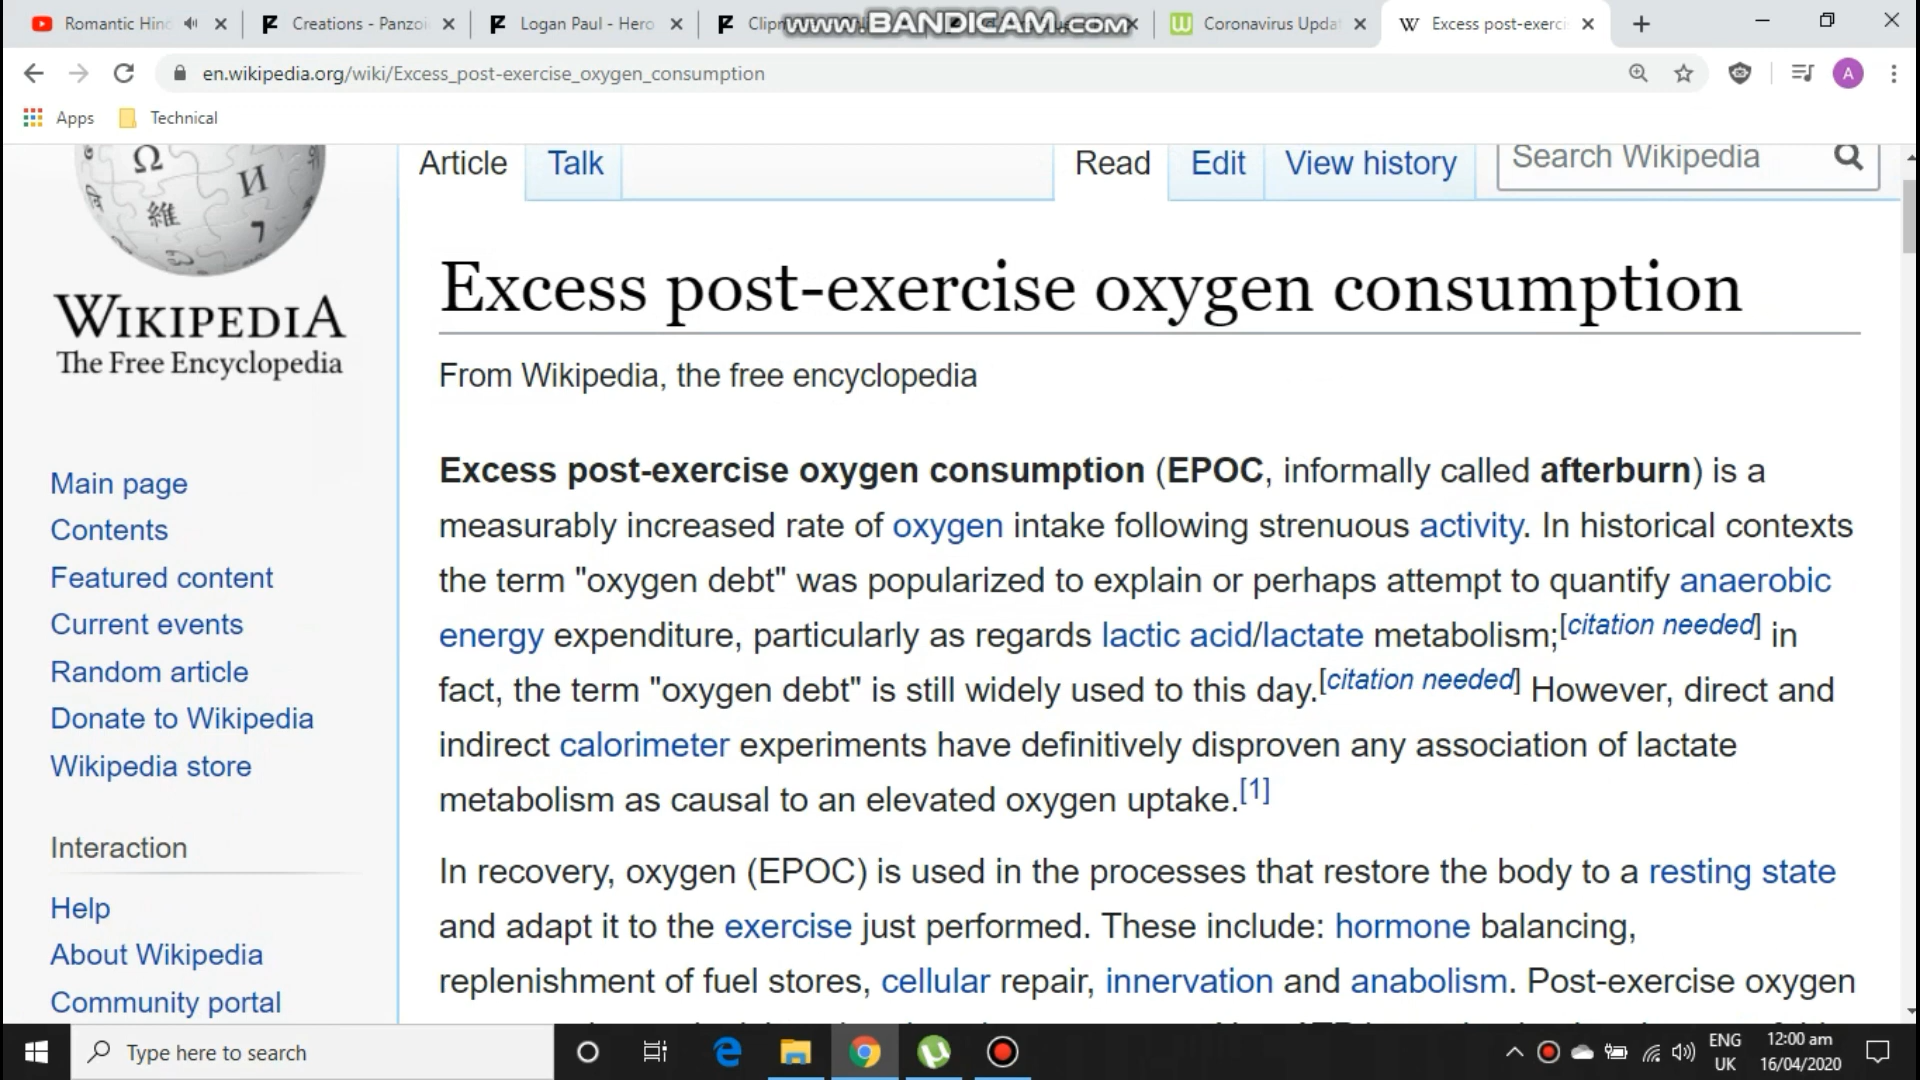 Romantic Hin
Creations - Panzoi
Logan Paul - Hero
Clip
www.BANDICAM.com
Coronavirus Upda
Excess post-exerci
en.wikipedia.org/wiki/Excess_post-exercise_oxygen_consumption
A
Apps
Technical
Article
Talk
Read
Edit
View history
Search Wikipedia
Ω
И
維
WIKIPEDIA
The Free Encyclopedia
Main page
Contents
Featured content
Current events
Random article
Donate to Wikipedia
Wikipedia store
Interaction
Help
About Wikipedia
Community portal
Excess post-exercise oxygen consumption
From Wikipedia, the free encyclopedia
Excess post-exercise oxygen consumption (EPOC, informally called afterburn) is a
measurably increased rate of oxygen intake following strenuous activity. In historical contexts
the term "oxygen debt" was popularized to explain or perhaps attempt to quantify anaerobic
energy expenditure, particularly as regards lactic acid/lactate metabolism;[citation needed] in
fact, the term "oxygen debt" is still widely used to this day.[citation needed] However, direct and
indirect calorimeter experiments have definitively disproven any association of lactate
metabolism as causal to an elevated oxygen uptake.[1]
In recovery, oxygen (EPOC) is used in the processes that restore the body to a resting state
and adapt it to the exercise just performed. These include: hormone balancing,
replenishment of fuel stores, cellular repair, innervation and anabolism. Post-exercise oxygen
Type here to search
ENG
UK
12:00 am
16/04/2020